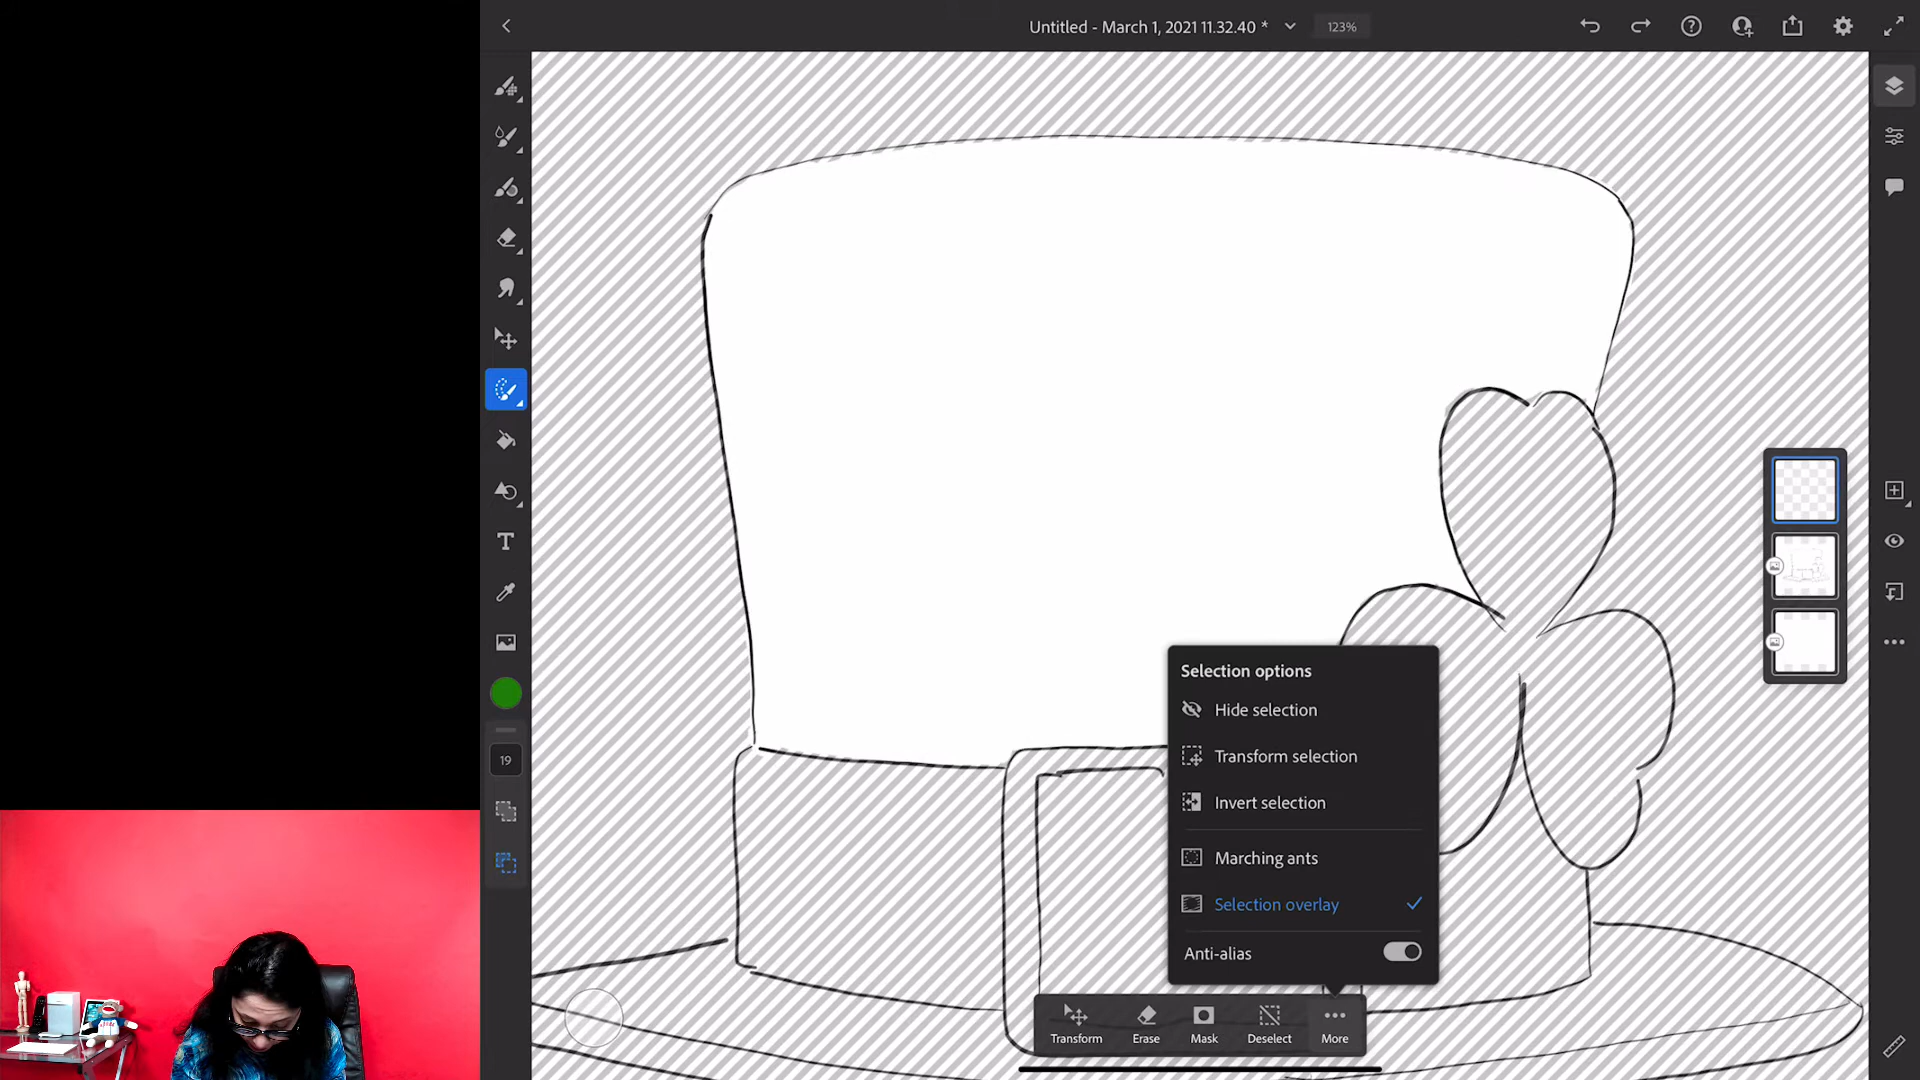 Untitled - March 1, 2021 11.32.40 *
123%
T
19
Selection options
Hide selection
Transform selection
Invert selection
Marching ants
Selection overlay
Anti-alias
Transform
Erase
Mask
Deselect
More